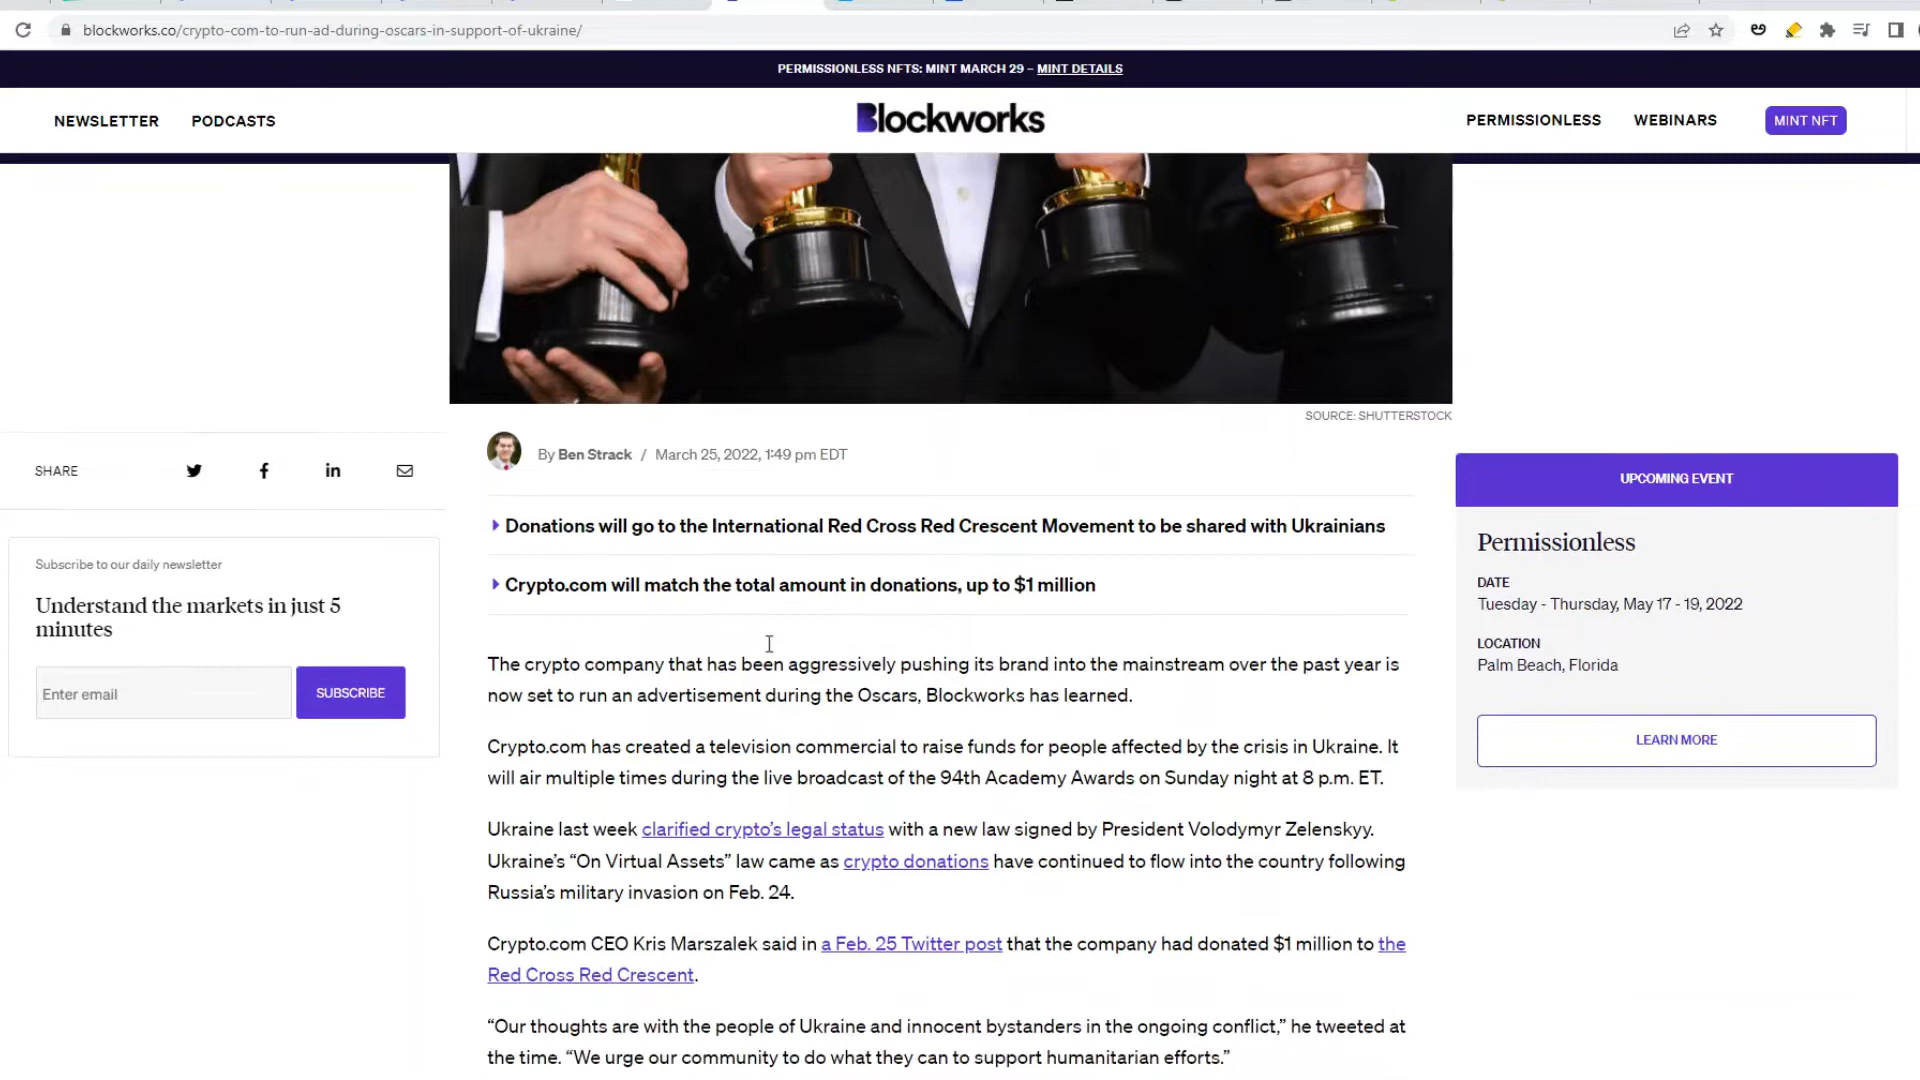 blockworks.co/crypto-com-to-run-ad-during-oscars-in-support-of-ukraine/
PERMISSIONLESS NFTS: MINT MARCH 29 – MINT DETAILS
NEWSLETTER
PODCASTS
Blockworks
PERMISSIONLESS
WEBINARS
MINT NFT
SOURCE: SHUTTERSTOCK
By Ben Strack / March 25, 2022, 1:49 pm EDT
SHARE
Donations will go to the International Red Cross Red Crescent Movement to be shared with Ukrainians
Crypto.com will match the total amount in donations, up to $1 million
The crypto company that has been aggressively pushing its brand into the mainstream over the past year is
now set to run an advertisement during the Oscars, Blockworks has learned.
Crypto.com has created a television commercial to raise funds for people affected by the crisis in Ukraine. It
will air multiple times during the live broadcast of the 94th Academy Awards on Sunday night at 8 p.m. ET.
Ukraine last week clarified crypto’s legal status with a new law signed by President Volodymyr Zelenskyy.
Ukraine’s “On Virtual Assets” law came as crypto donations have continued to flow into the country following
Russia’s military invasion on Feb. 24.
Crypto.com CEO Kris Marszalek said in a Feb. 25 Twitter post that the company had donated $1 million to the
Red Cross Red Crescent.
“Our thoughts are with the people of Ukraine and innocent bystanders in the ongoing conflict,” he tweeted at
the time. “We urge our community to do what they can to support humanitarian efforts.”
Subscribe to our daily newsletter
Understand the markets in just 5
minutes
Enter email
SUBSCRIBE
UPCOMING EVENT
Permissionless
DATE
Tuesday - Thursday, May 17 - 19, 2022
LOCATION
Palm Beach, Florida
LEARN MORE